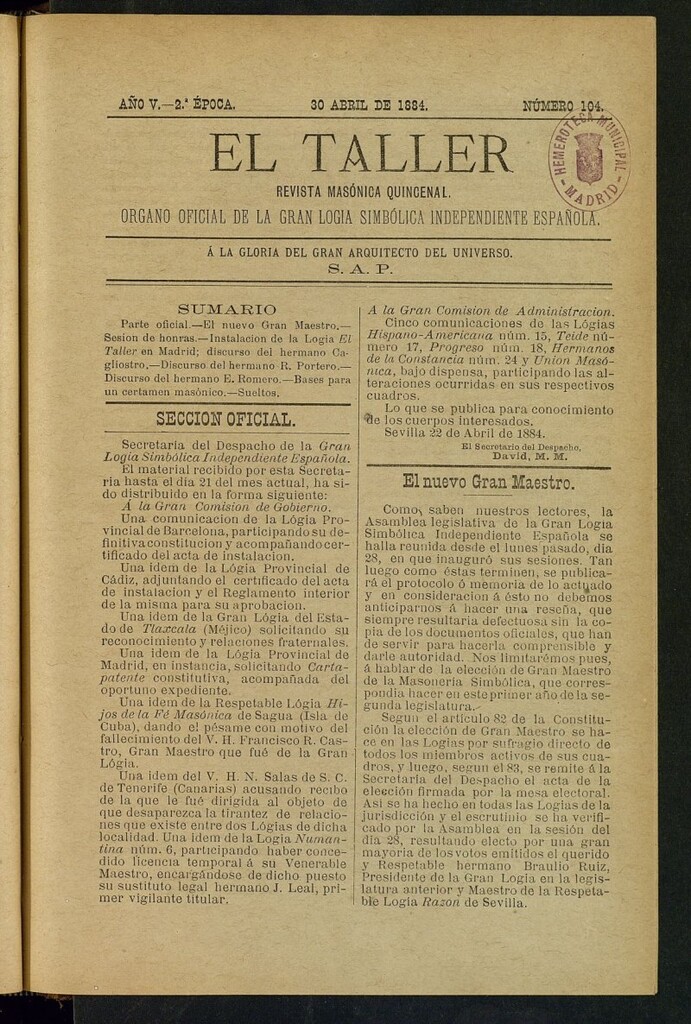 AÑO V.—2.ª ÉPOCA.
30 ABRIL DE 1884.
NÚMERO 104.
EL TALLER
REVISTA MASÓNICA QUINCENAL.
ORGANO OFICIAL DE LA GRAN LOGIA SIMBÓLICA INDEPENDIENTE ESPAÑOLA.
HEMEROTECA MUNICIPAL
MADRID
Á LA GLORIA DEL GRAN ARQUITECTO DEL UNIVERSO.
S. A. P.
SUMARIO
Parte oficial.—El nuevo Gran Maestro.—
Sesion de honras.—Instalacion de la Logia El
Taller en Madrid; discurso del hermano Ca-
gliostro.—Discurso del hermano R. Portero.—
Discurso del hermano E. Romero.—Bases para
un certamen masónico.—Sueltos.
SECCION OFICIAL.
Secretaría del Despacho de la Gran
Logia Simbólica Independiente Española.
El material recibido por esta Secreta-
ria hasta el dia 21 del mes actual, ha si-
do distribuido en la forma siguiente:
Á la Gran Comision de Gobierno.
Una comunicacion de la Lógia Pro-
vincial de Barcelona, participando su de-
finitiva constitucion y acompañando cer-
tificado del acta de instalacion.
Una idem de la Lógia Provincial de
Cádiz, adjuntando el certificado del acta
de instalacion y el Reglamento interior
de la misma para su aprobacion.
Una idem de la Gran Lógia del Esta-
do de Tlaxcala (Méjico) solicitando su
reconocimiento y relaciones fraternales.
Una idem de la Lógia Provincial de
Madrid, en instancia, solicitando Carta-
patente constitutiva, acompañada del
oportuno expediente.
Una idem de la Respetable Lógia Hi-
jos de la Fé Masónica de Sagua (Isla de
Cuba), dando el pésame con motivo del
fallecimiento del V. H. Francisco R. Cas-
tro, Gran Maestro que fué de la Gran
Lógia.
Una idem del V. H. N. Salas de S. C.
de Tenerife (Canarias) acusando recibo
de la que le fué dirigida al objeto de
que desaparezca la tirantez de relacio-
nes que existe entre dos Lógias de dicha
localidad. Una idem de la Logia Numan-
tina núm. 6, participando haber conce-
dido licencia temporal á su Venerable
Maestro, encargándose de dicho puesto
su sustituto legal hermano J. Leal, pri-
mer vigilante titular.
A la Gran Comision de Administracion.
Cinco comunicaciones de las Lógias
Hispano-Americana núm. 15, Teide nú-
mero 17, Progreso núm. 18, Hermanos
de la Constancia núm. 24 y Union Masó-
nica, bajo dispensa, participando las al-
teraciones ocurridas en sus respectivos
cuadros.
Lo que se publica para conocimiento
de los cuerpos interesados.
Sevilla 22 de Abril de 1884.
El Secretario del Despacho,
David, M. M.
El nuevo Gran Maestro.
Como saben nuestros lectores, la
Asamblea legislativa de la Gran Logia
Simbólica Independiente Española se
halla reunida desde el lunes pasado, dia
28, en que inauguró sus sesiones. Tan
luego como éstas terminen, se publica-
rá el protocolo ó memoria de lo actuado
y en consideracion á ésto no debemos
anticiparnos á hacer una reseña, que
siempre resultaria defectuosa sin la co-
pia de los documentos oficiales, que han
de servir para hacerla comprensible y
darle autoridad. Nos limitarémos pues,
á hablar de la eleccion de Gran Maestro
de la Masonería Simbólica, que corres-
pondia hacer en este primer año de la se-
gunda legislatura.
Segun el artículo 82 de la Constitu-
cion la eleccion de Gran Maestro se ha-
ce en las Logias por sufragio directo de
todos los miembros activos de sus cua-
dros, y luego, segun el 83, se remite á la
Secretaria del Despacho el acta de la
eleccion firmada por la mesa electoral.
Asi se ha hecho en todas las Logias de la
jurisdiccion y el escrutinio se ha verifi-
cado por la Asamblea en la sesion del
dia 28, resultando electo por una gran
mayoria de los votos emitidos el querido
y Respetable hermano Braulio Ruiz,
Presidente de la Gran Logia en la legis-
latura anterior y Maestro de la Respeta-
ble Logia Razon de Sevilla.